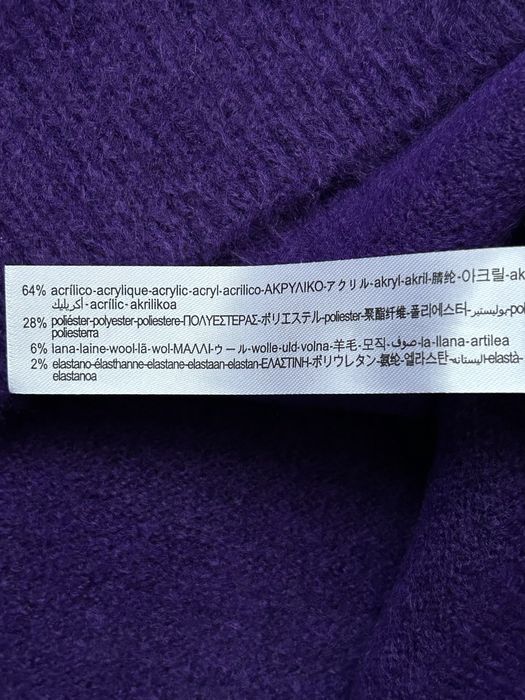 64% acrílico-acrylique-acrylic-acryl-acrilico-ΑΚΡΥΛΙΚΟ-アクリル-akryl-akril-腈纶-아크릴-ak
أكريليك-acrílic-akrilikoa
28% poliéster-polyester-poliestere-ΠΟΛΥΕΣΤΕΡΑΣ-ポリエステル-poliester-聚酯纤维-폴리에스터-بوليستير-pol
poliesterra
6% lana-laine-wool-lã-wol-ΜΑΛΛΙ-ウール-wolle-uld-volna-羊毛-모직-صوف-la-llana-artilea
2% elastano-élasthanne-elastane-elastaan-elastan-ΕΛΑΣΤΙΝΗ-ポリウレタン-氨纶-엘라스탄-اليستانه-elastà-
elastanoa